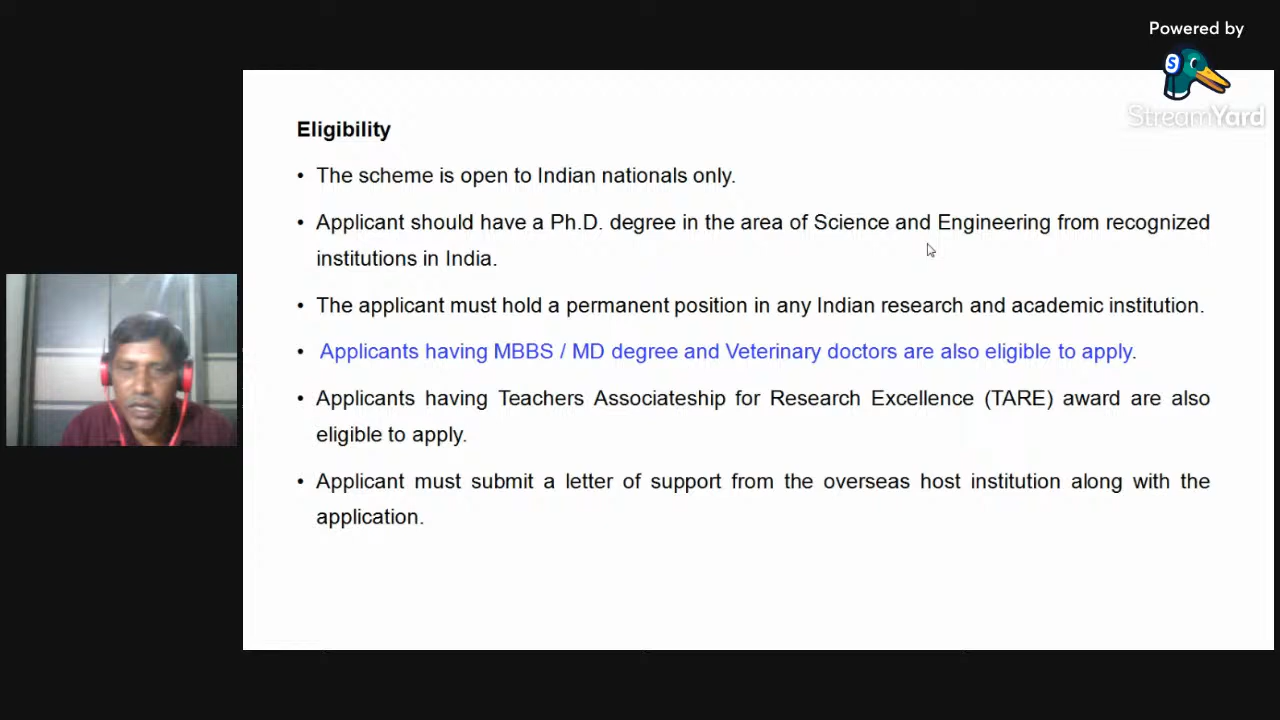 Powered by
S
StreamYard
Eligibility
• The scheme is open to Indian nationals only.
• Applicant should have a Ph.D. degree in the area of Science and Engineering from recognized
institutions in India.
• The applicant must hold a permanent position in any Indian research and academic institution.
• Applicants having MBBS / MD degree and Veterinary doctors are also eligible to apply.
• Applicants having Teachers Associateship for Research Excellence (TARE) award are also
eligible to apply.
• Applicant must submit a letter of support from the overseas host institution along with the
application.